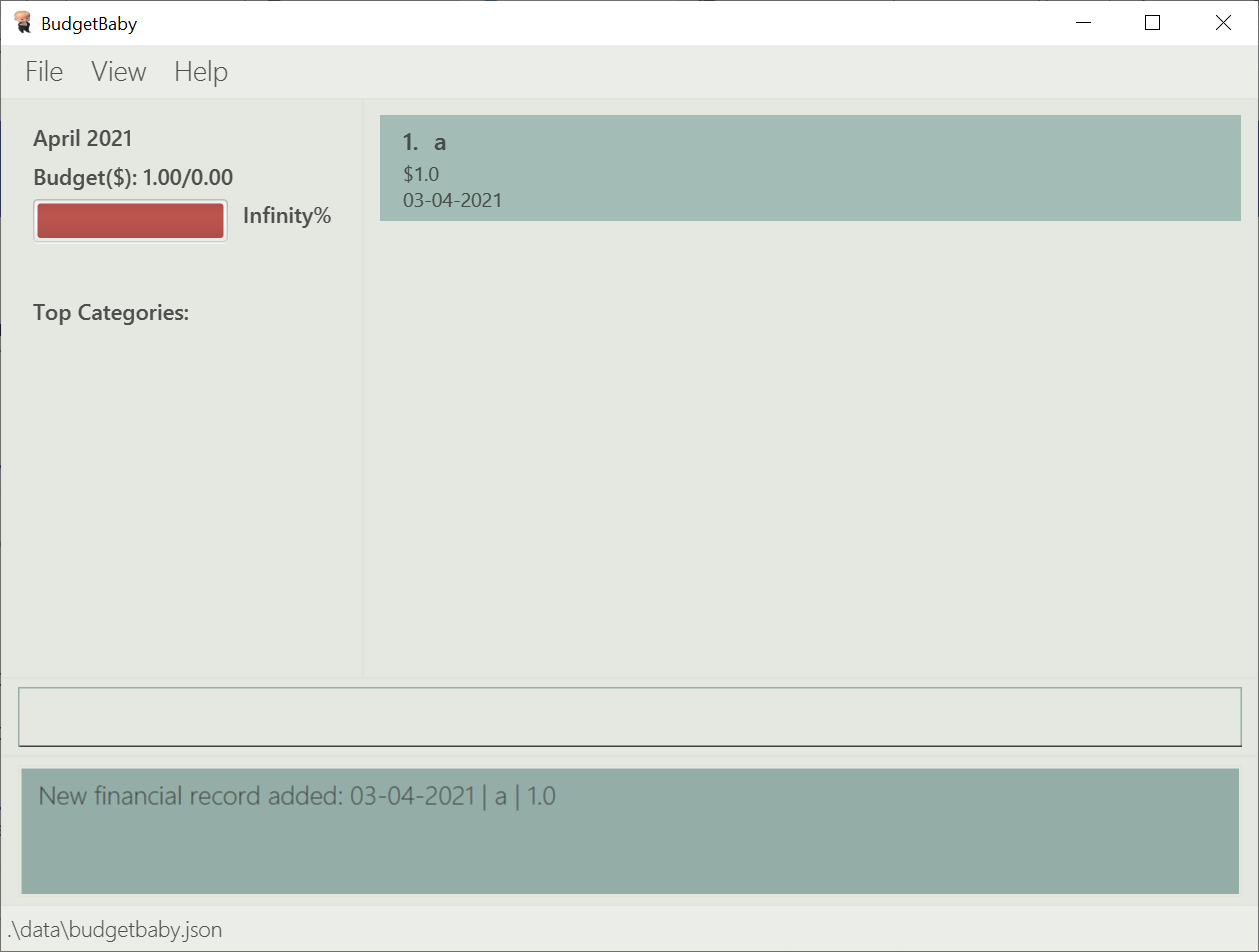 BudgetBaby
File View Help
April 2021
Budget($): 1.00/0.00
Infinity%
Top Categories:
1. a
$1.0
03-04-2021
New financial record added: 03-04-2021 | a | 1.0
.\data\budgetbaby.json